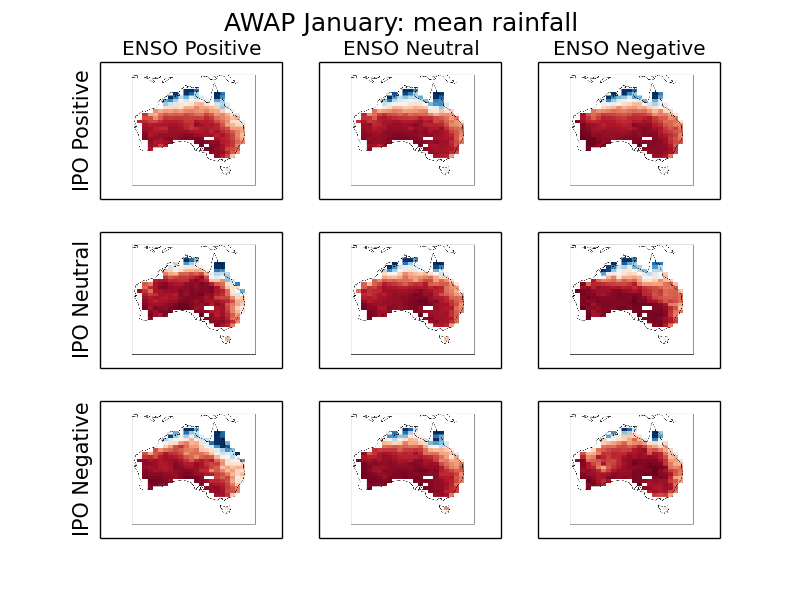 AWAP January: mean rainfall
ENSO Positive
ENSO Neutral
ENSO Negative
IPO Positive
IPO Neutral
IPO Negative